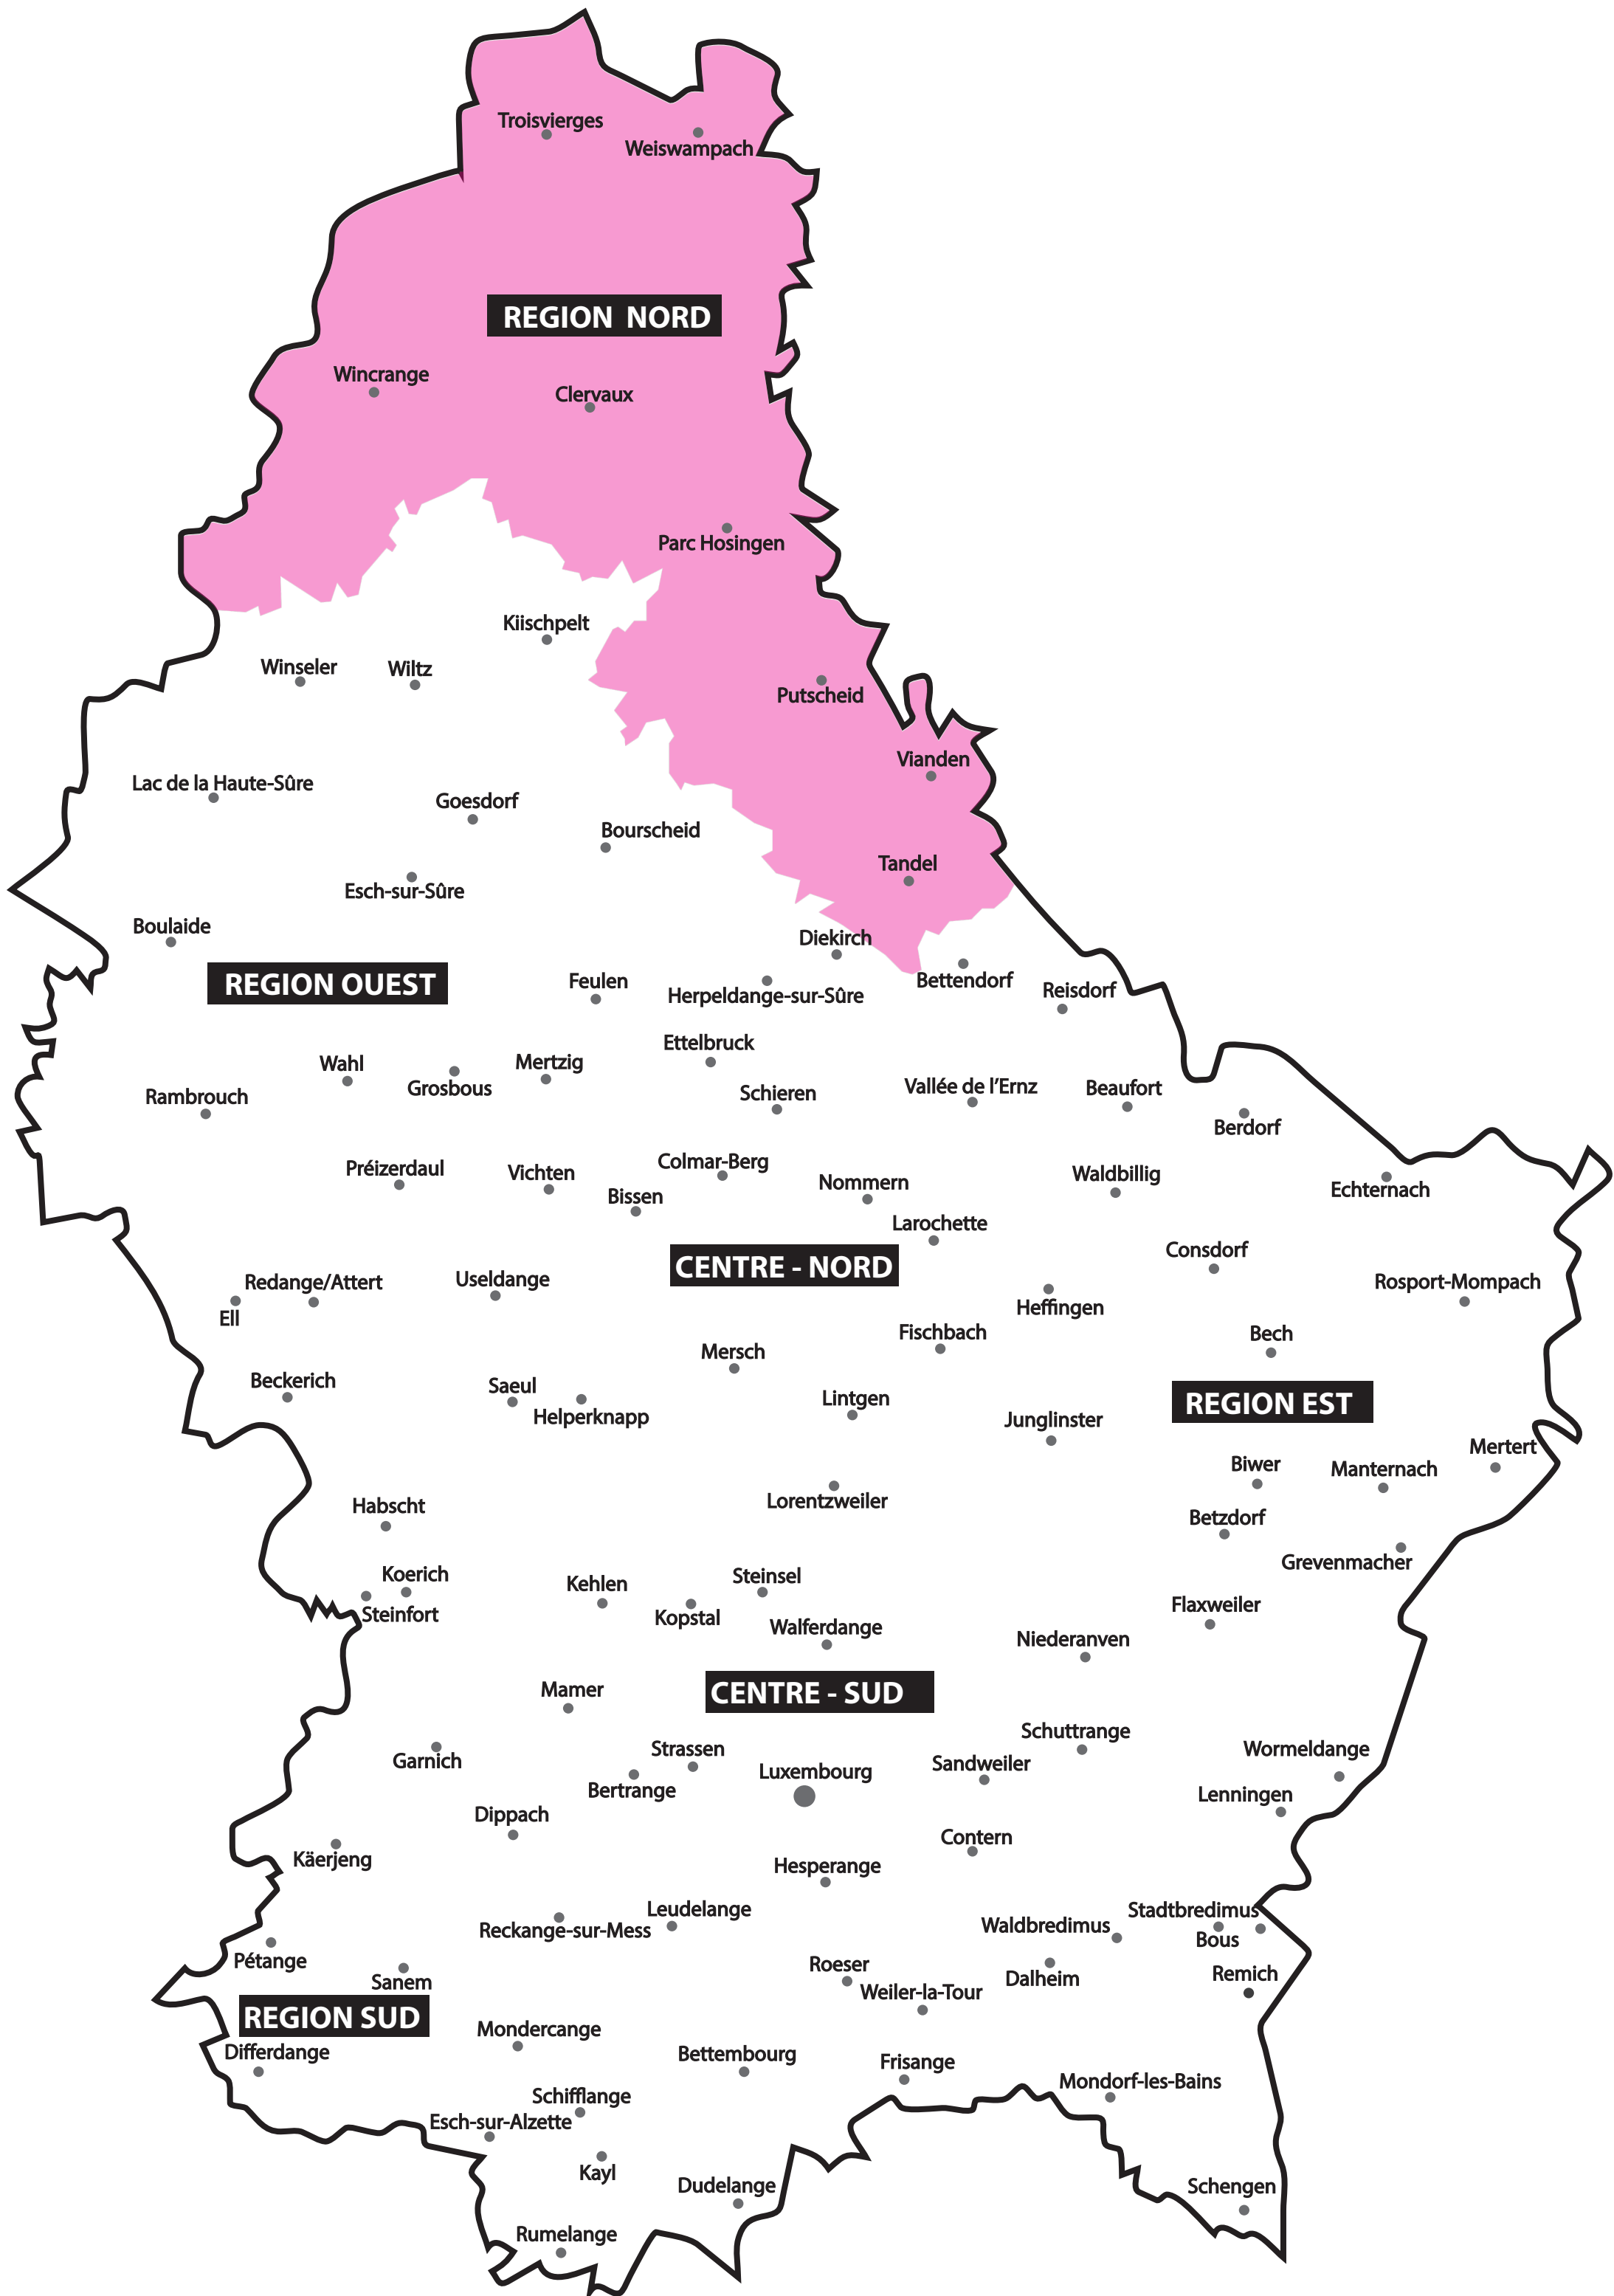 Troisvierges
Weiswampach
REGION NORD
Wincrange
Clervaux
Parc Hosingen
Kiischpelt
Winseler
Wiltz
Putscheid
Vianden
Lac de la Haute-Sûre
Goesdorf
Bourscheid
Tandel
Esch-sur-Sûre
Boulaide
Diekirch
REGION OUEST
Feulen
Herpeldange-sur-Sûre
Bettendorf
Reisdorf
Ettelbruck
Wahl
Mertzig
Grosbous
Rambrouch
Schieren
Vallée de l'Ernz
Beaufort
Berdorf
Préizerdaul
Vichten
Colmar-Berg
Bissen
Nommern
Waldbillig
Echternach
Larochette
Consdorf
CENTRE - NORD
Redange/Attert
Ell
Useldange
Heffingen
Rosport-Mompach
Fischbach
Bech
Mersch
Beckerich
Saeul
Helperknapp
Lintgen
REGION EST
Junglinster
Mertert
Biwer
Manternach
Habscht
Lorentzweiler
Betzdorf
Grevenmacher
Koerich
Steinfort
Kehlen
Steinsel
Kopstal
Walferdange
Flaxweiler
Niederanven
Mamer
CENTRE - SUD
Schuttrange
Garnich
Strassen
Bertrange
Luxembourg
Sandweiler
Wormeldange
Lenningen
Dippach
Contern
Käerjeng
Hesperange
Leudelange
Reckange-sur-Mess
Waldbredimus
Stadtbredimus
Bous
Pétange
Sanem
Roeser
Weiler-la-Tour
Dalheim
Remich
REGION SUD
Mondercange
Differdange
Bettembourg
Frisange
Mondorf-les-Bains
Schifflange
Esch-sur-Alzette
Kayl
Dudelange
Schengen
Rumelange